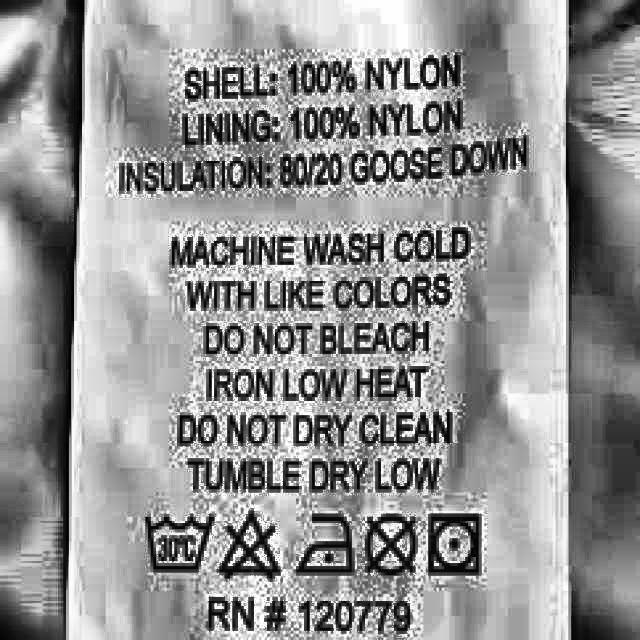 SHELL: 100% NYLON
LINING: 100% NYLON
INSULATION: 80/20 GOOSE DOWN
MACHINE WASH COLD
WITH LIKE COLORS
DO NOT BLEACH
IRON LOW HEAT
DO NOT DRY CLEAN
TUMBLE DRY LOW
30°C
RN # 120779